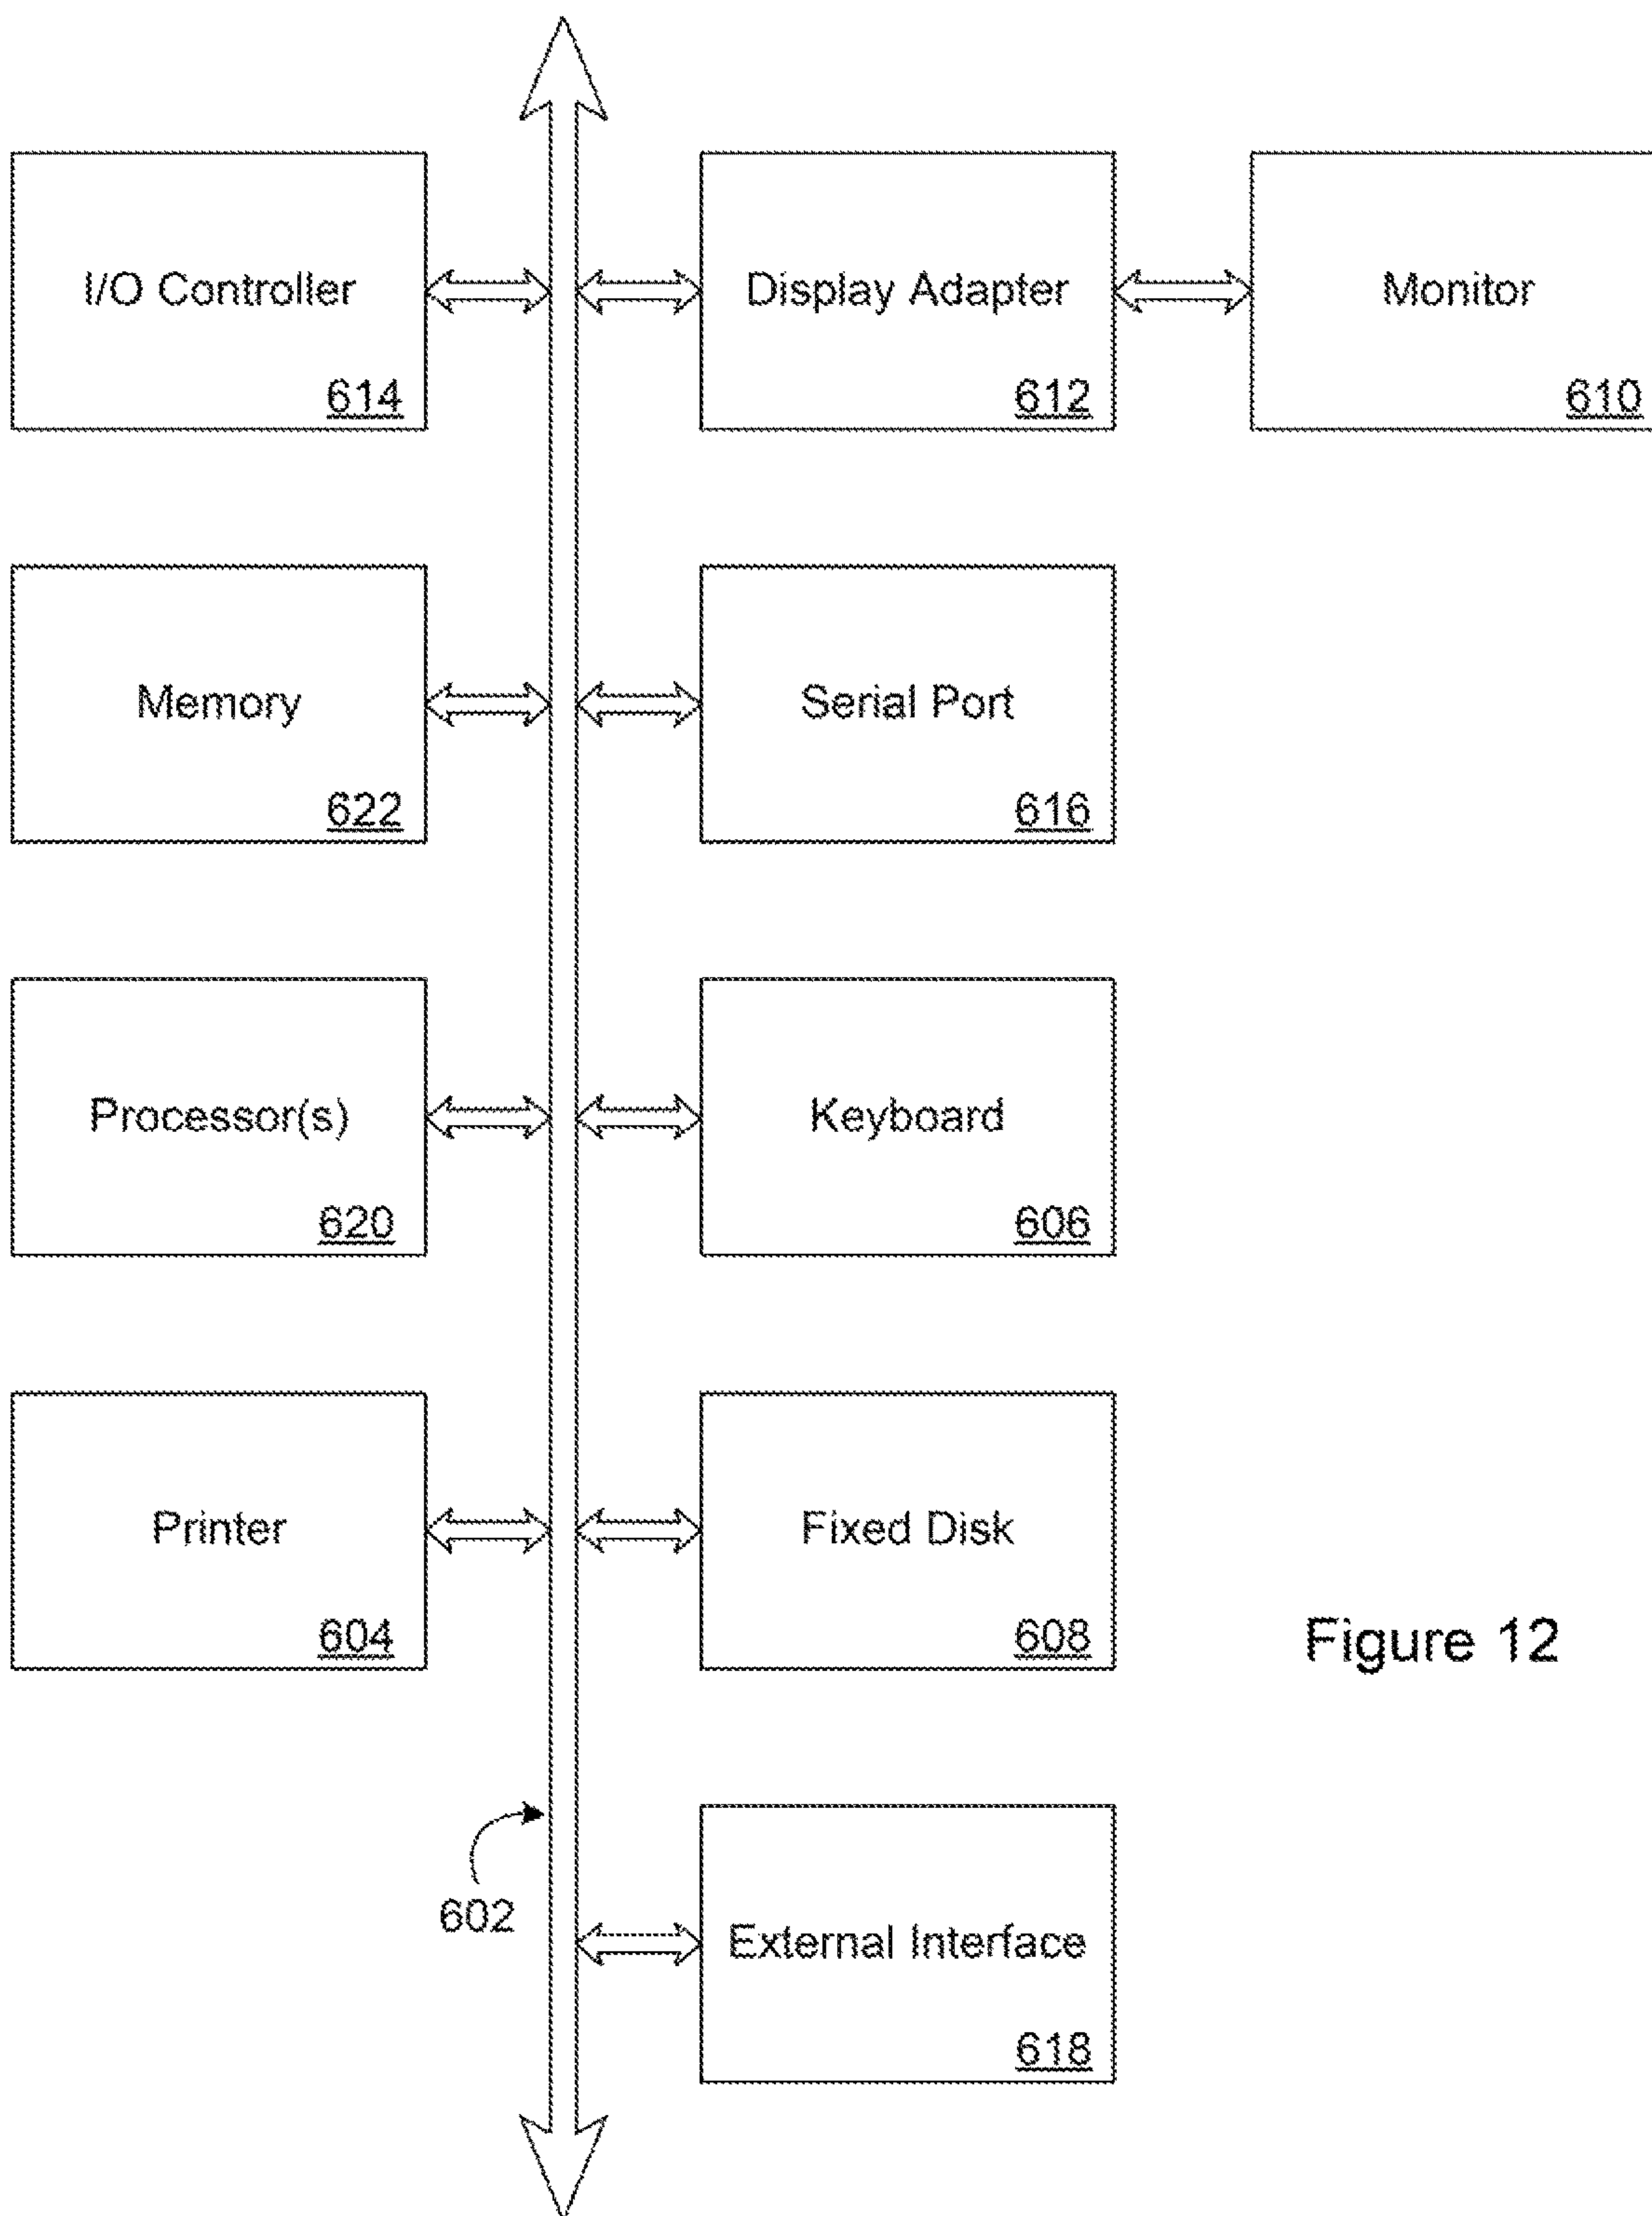 I/O Controller
614
Display Adapter
612
Monitor
610
Memory
622
Serial Port
616
Processor(s)
620
Keyboard
606
Printer
604
Fixed Disk
608
Figure 12
602
External Interface
618